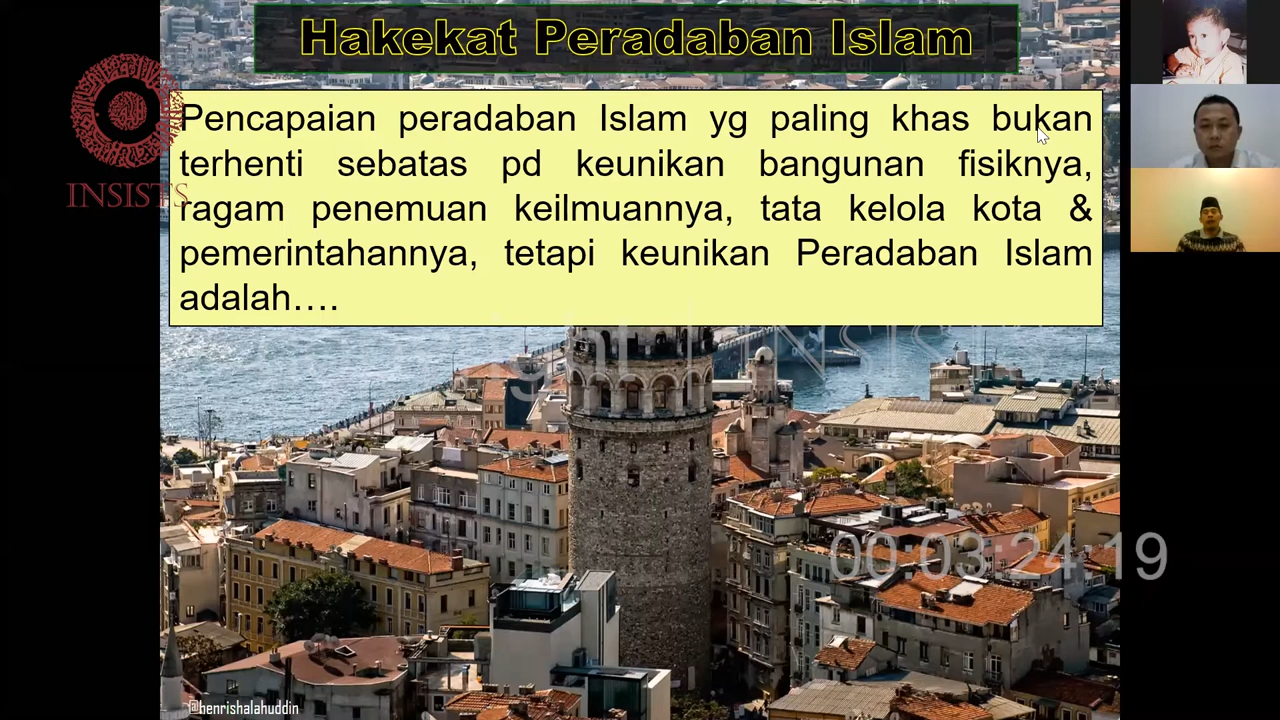 Hakekat Peradaban Islam
INSISTS
Pencapaian peradaban Islam yg paling khas bukan
terhenti sebatas pd keunikan bangunan fisiknya,
ragam penemuan keilmuannya, tata kelola kota &
pemerintahannya, tetapi keunikan Peradaban Islam
adalah….
INSISTS
00:03:24:19
@benrishalahuddin